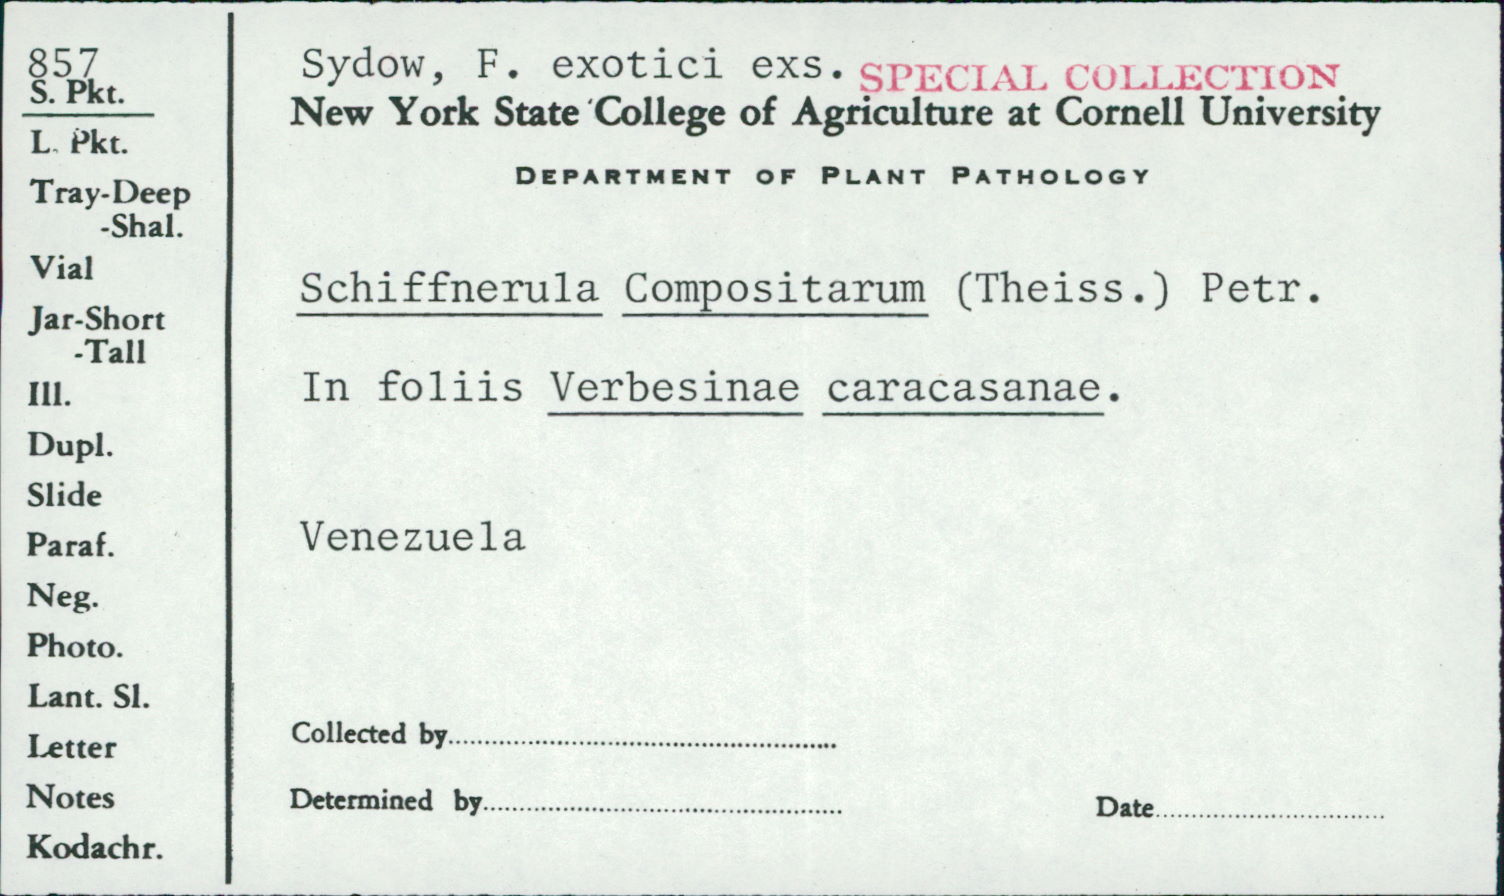 857
S. Pkt.
L. Pkt.
Tray-Deep
-Shal.
Vial
Jar-Short
-Tall
Ill.
Dupl.
Slide
Paraf.
Neg.
Photo.
Lant. Sl.
Letter
Notes
Kodachr.
Sydow, F. exotici exs. SPECIAL COLLECTION
New York State College of Agriculture at Cornell University
DEPARTMENT OF PLANT PATHOLOGY
Schiffnerula Compositarum (Theiss.) Petr.
In foliis Verbesinae caracasanae.
Venezuela
Collected by
Determined by
Date